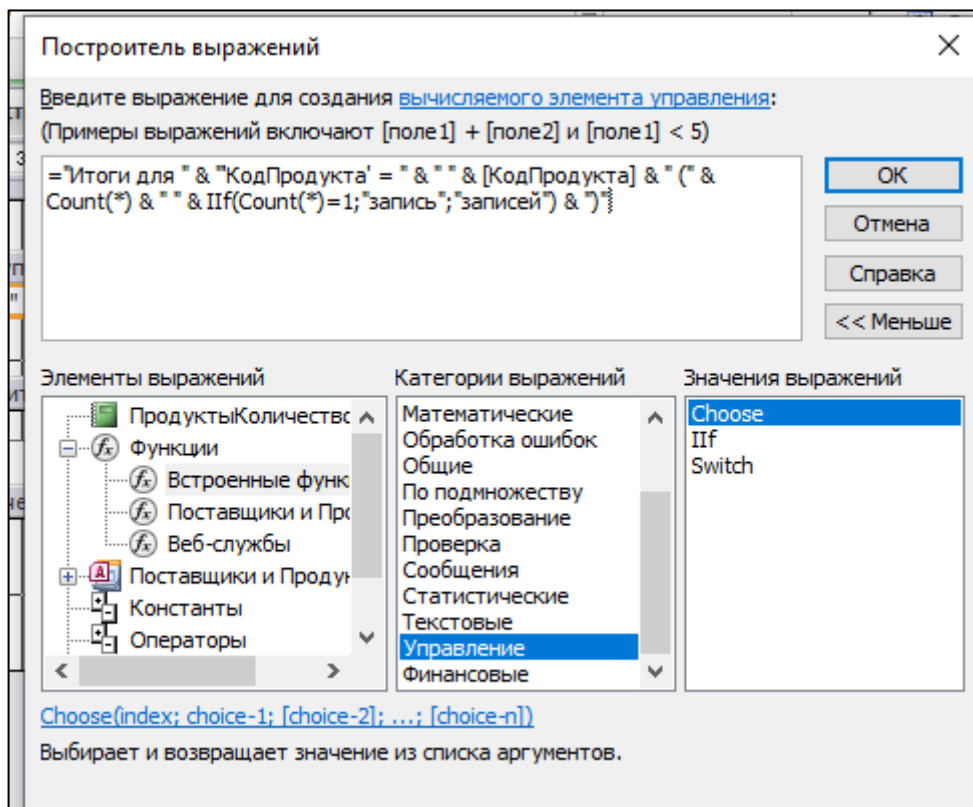 Построитель выражений
Введите выражение для создания вычисляемого элемента управления:
(Примеры выражений включают [поле1] + [поле2] и [поле1] < 5)
="Итоги для " & "'КодПродукта' = " & " " & [КодПродукта] & " (" &
Count(*) & " " & IIf(Count(*)=1;"запись";"записей") & ")"
ОК
Отмена
Справка
<< Меньше
Элементы выражений
ПродуктыКоличество
Функции
Встроенные функ
Поставщики и Про
Веб-службы
Поставщики и Продук
Константы
Операторы
Категории выражений
Математические
Обработка ошибок
Общие
По подмножеству
Преобразование
Проверка
Сообщения
Статистические
Текстовые
Управление
Финансовые
Значения выражений
Choose
IIf
Switch
Choose(index; choice-1; [choice-2]; ...; [choice-n])
Выбирает и возвращает значение из списка аргументов.